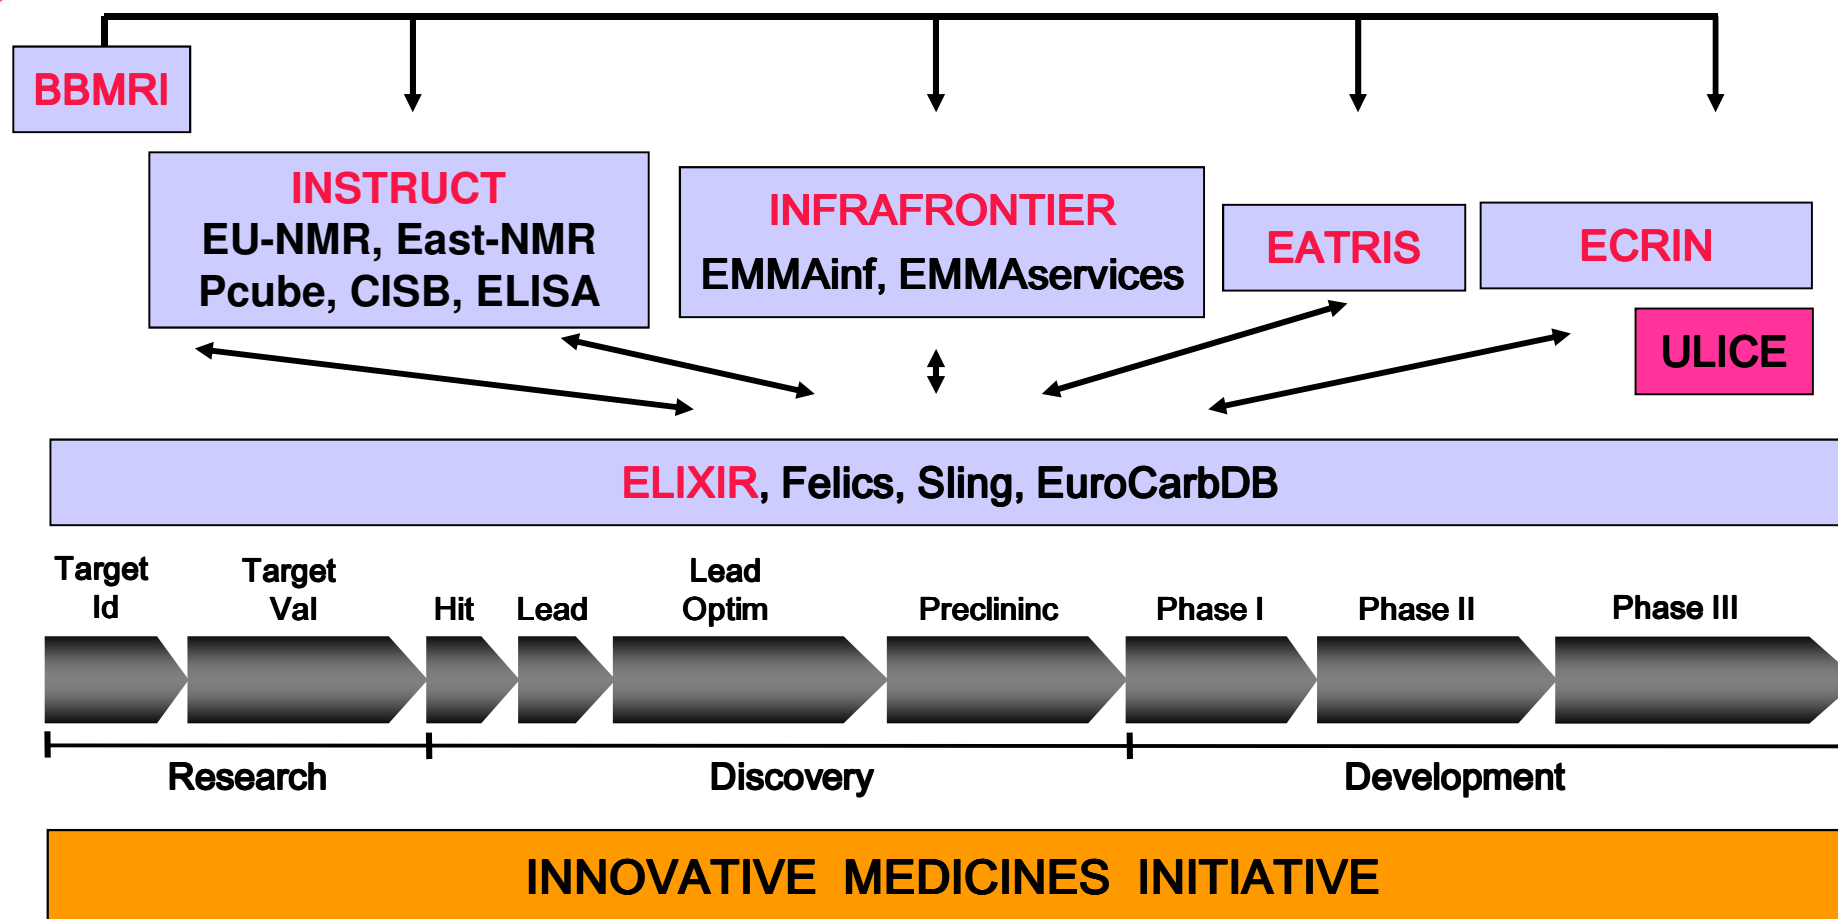 BBMRI
INSTRUCT
EU-NMR, East-NMR
Pcube, CISB, ELISA
INFRAFRONTIER
EMMAinf, EMMAservices
EATRIS
ECRIN
ULICE
ELIXIR, Felics, Sling, EuroCarbDB
Target
Id
Target
Val
Hit
Lead
Lead
Optim
Preclininc
Phase I
Phase II
Phase III
Research
Discovery
Development
INNOVATIVE MEDICINES INITIATIVE